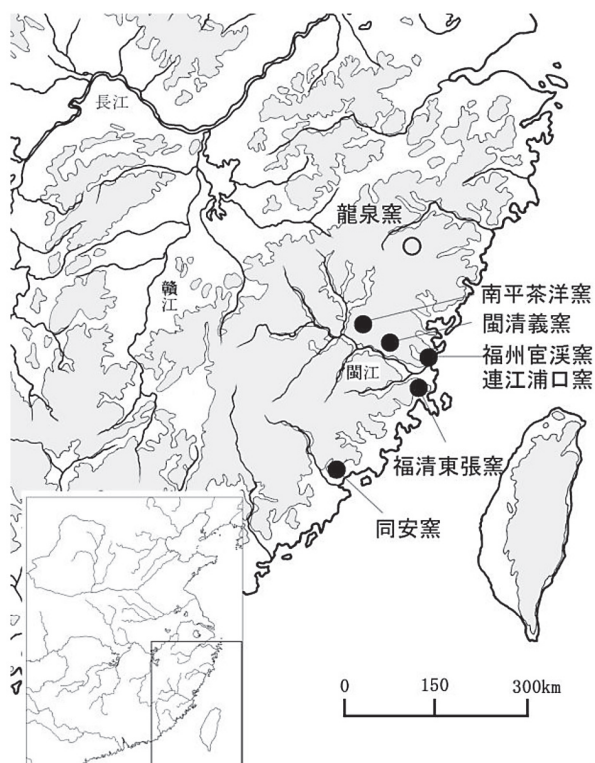 長江
龍泉窯
贛江
南平茶洋窯
閩清義窯
福州宦溪窯
連江浦口窯
閩江
福清東張窯
同安窯
0 150 300km